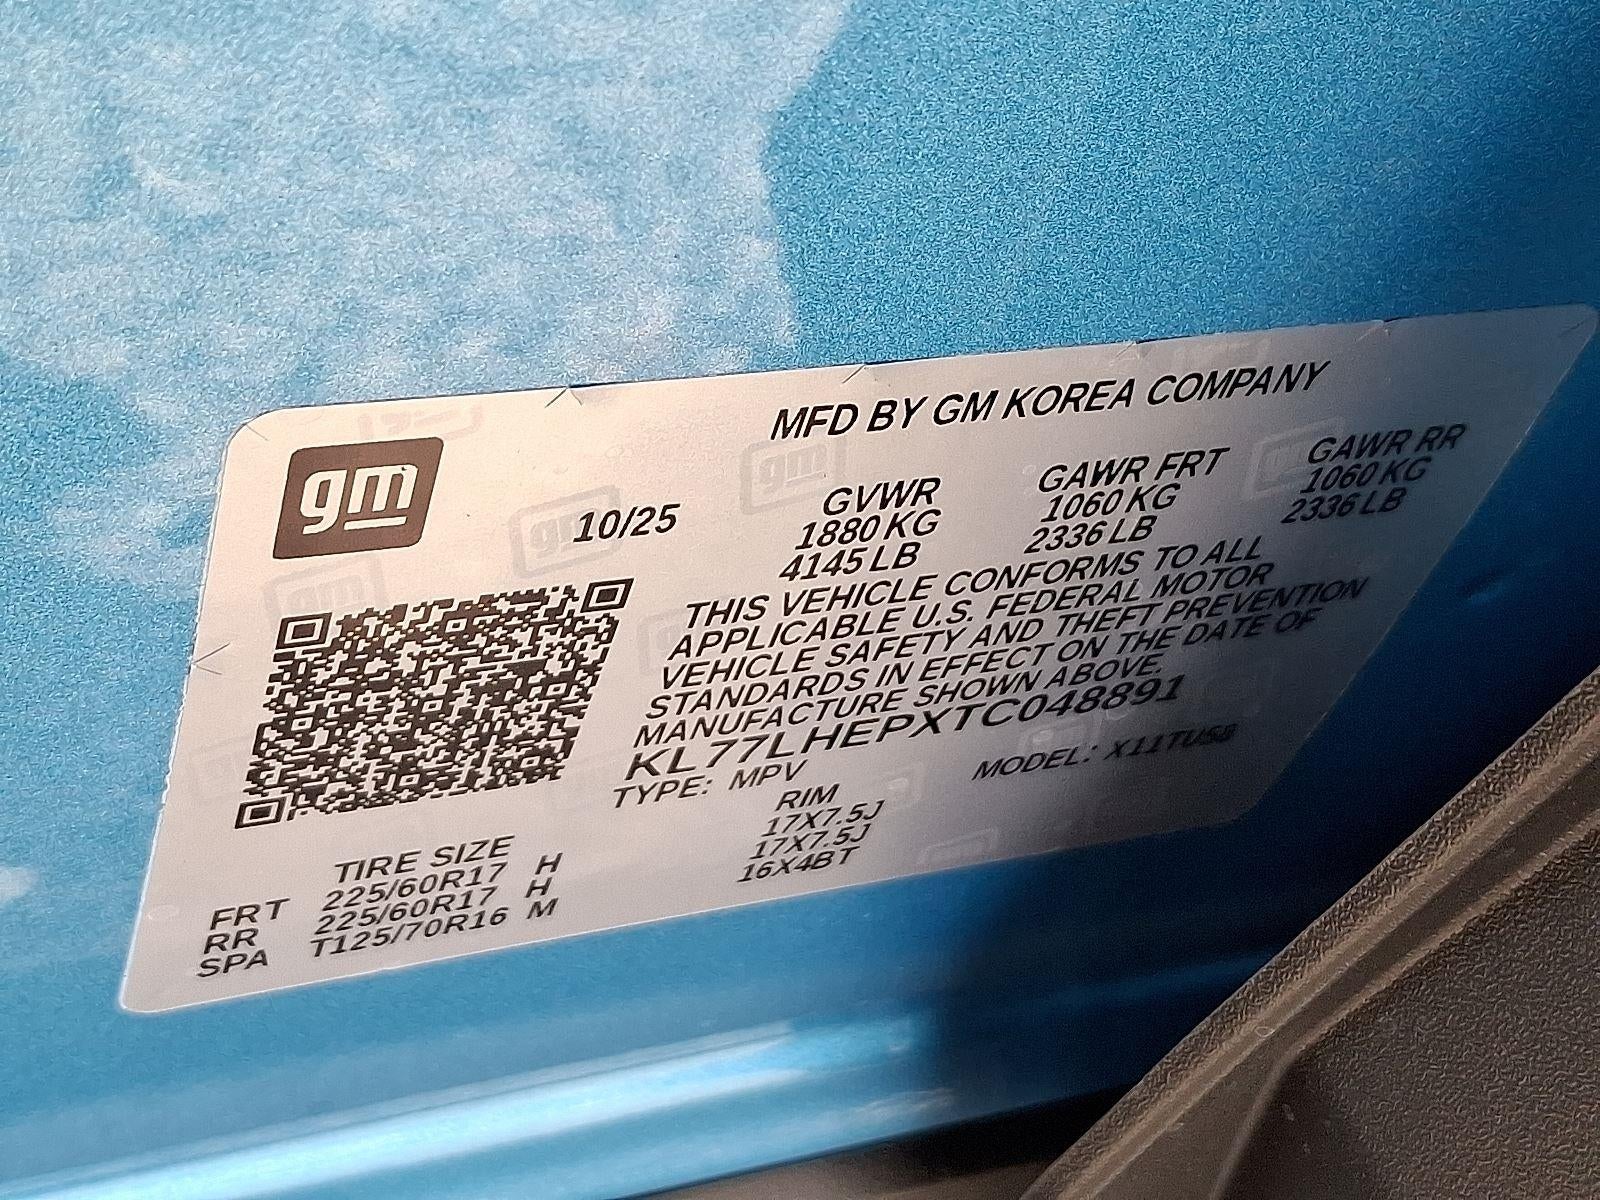 MFD BY GM KOREA COMPANY
gm
10/25
GVWR GAWR FRT GAWR RR
1880 KG 1060 KG 1060 KG
4145 LB 2336 LB 2336 LB
THIS VEHICLE CONFORMS TO ALL
APPLICABLE U.S. FEDERAL MOTOR
VEHICLE SAFETY AND THEFT PREVENTION
STANDARDS IN EFFECT ON THE DATE OF
MANUFACTURE SHOWN ABOVE.
KL77LHEPXTC048891
TYPE: MPV MODEL: X11TU58
TIRE SIZE RIM
FRT 225/60R17 H 17X7.5J
RR 225/60R17 H 17X7.5J
SPA T125/70R16 M 16X4BT